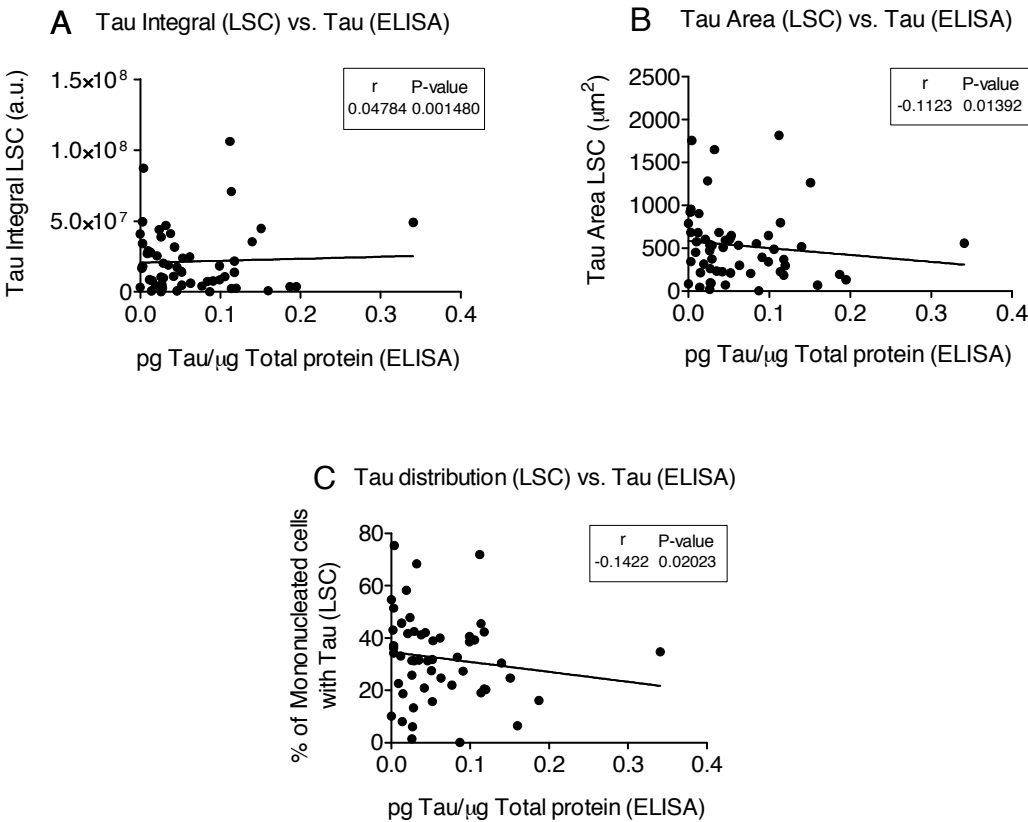 A Tau Integral (LSC) vs. Tau (ELISA)
Tau Integral LSC (a.u.)
1.5×10⁸
1.0×10⁸
5.0×10⁷
0
r P-value
0.04784 0.001480
0.0 0.1 0.2 0.3 0.4
pg Tau/μg Total protein (ELISA)
B Tau Area (LSC) vs. Tau (ELISA)
Tau Area LSC (μm²)
2500
2000
1500
1000
500
0
r P-value
-0.1123 0.01392
0.0 0.1 0.2 0.3 0.4
pg Tau/μg Total protein (ELISA)
C Tau distribution (LSC) vs. Tau (ELISA)
% of Mononucleated cells
with Tau (LSC)
80
60
40
20
0
r P-value
-0.1422 0.02023
0.0 0.1 0.2 0.3 0.4
pg Tau/μg Total protein (ELISA)